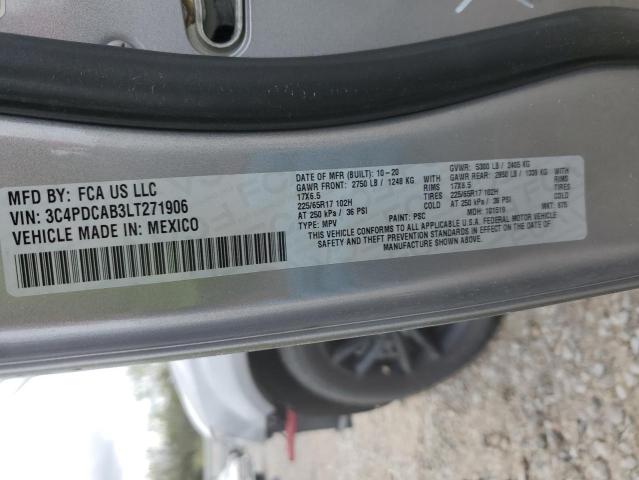 MFD BY: FCA US LLC
VIN: 3C4PDCAB3LT271906
VEHICLE MADE IN: MEXICO
DATE OF MFR (BUILT): 10-20 GVWR: 5300 LB / 2405 KG
GAWR FRONT: 2750 LB / 1248 KG GAWR REAR: 2950 LB / 1338 KG
17X6.5 RIMS 17X6.5 RIMS
225/65R17 102H TIRES 225/65R17 102H TIRES
AT 250 kPa / 36 PSI COLD AT 250 kPa / 36 PSI COLD
TYPE: MPV PAINT: PSC MDH: 101519 MKT: 
THIS VEHICLE CONFORMS TO ALL APPLICABLE U.S.A. FEDERAL MOTOR VEHICLE
SAFETY AND THEFT PREVENTION STANDARDS IN EFFECT ON THE DATE OF
MANUFACTURE SHOWN ABOVE.